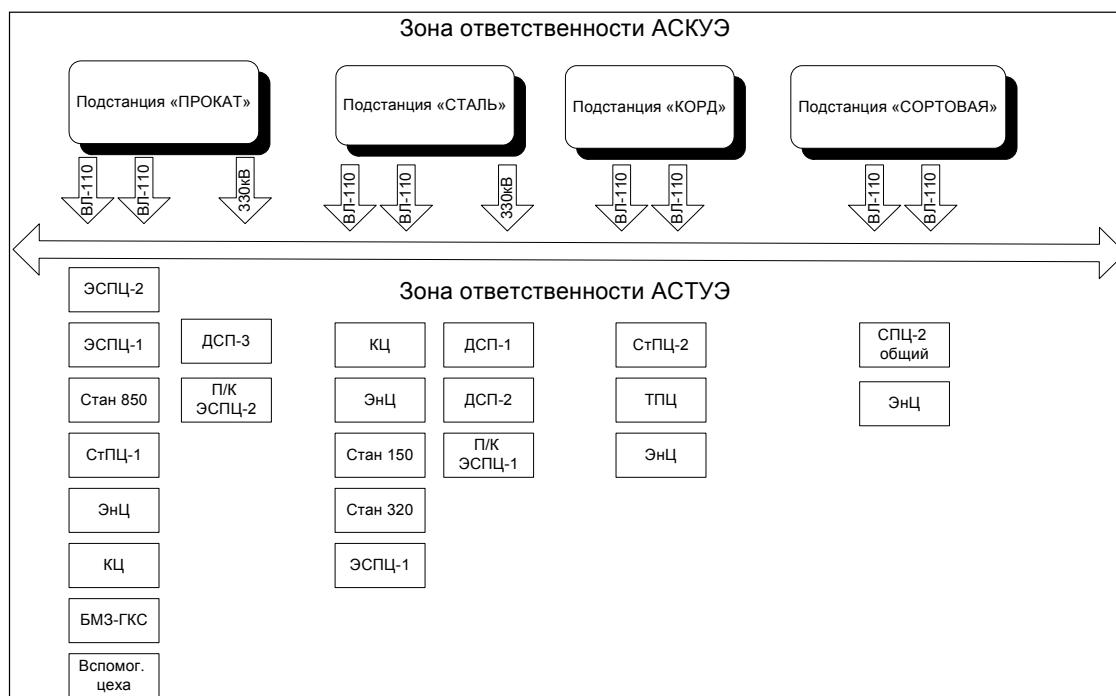 Зона ответственности АСКУЭ
Подстанция «ПРОКАТ»
Подстанция «СТАЛЬ»
Подстанция «КОРД»
Подстанция «СОРТОВАЯ»
ВЛ-110
ВЛ-110
330кВ
ВЛ-110
ВЛ-110
330кВ
ВЛ-110
ВЛ-110
ВЛ-110
ВЛ-110
Зона ответственности АСТУЭ
ЭСПЦ-2
ЭСПЦ-1
Стан 850
СтПЦ-1
ЭнЦ
КЦ
БМЗ-ГКС
Вспомог.
цеха
ДСП-3
П/К
ЭСПЦ-2
КЦ
ЭнЦ
Стан 150
Стан 320
ЭСПЦ-1
ДСП-1
ДСП-2
П/К
ЭСПЦ-1
СтПЦ-2
ТПЦ
ЭнЦ
СПЦ-2
общий
ЭнЦ